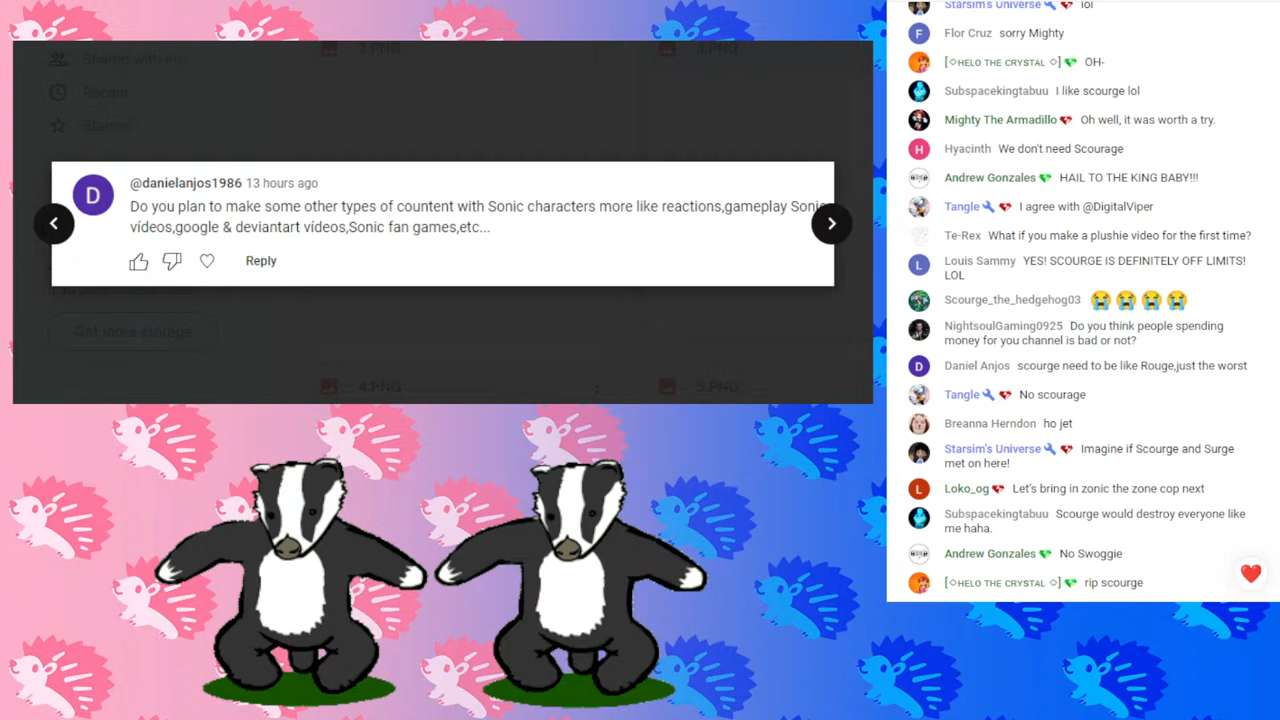 Shared with me
Recent
Starred
Get more storage
2.PNG
3.PNG
4.PNG
5.PNG
D
@danielanjos1986 13 hours ago
Do you plan to make some other types of countent with Sonic characters more like reactions,gameplay Sonic
vídeos,google & deviantart vídeos,Sonic fan games,etc...
Reply
Starsim's Universe lol
F Flor Cruz sorry Mighty
[◇HELO THE CRYSTAL ◇] OH-
Subspacekingtabuu I like scourge lol
Mighty The Armadillo Oh well, it was worth a try.
H Hyacinth We don't need Scourage
Andrew Gonzales HAIL TO THE KING BABY!!!
Tangle I agree with @DigitalViper
Te-Rex What if you make a plushie video for the first time?
L Louis Sammy YES! SCOURGE IS DEFINITELY OFF LIMITS!
LOL
Scourge_the_hedgehog03 😭😭😭😭
NightsoulGaming0925 Do you think people spending
money for you channel is bad or not?
D Daniel Anjos scourge need to be like Rouge,just the worst
Tangle No scourage
Breanna Herndon ho jet
Starsim's Universe Imagine if Scourge and Surge
met on here!
L Loko_og Let's bring in zonic the zone cop next
Subspacekingtabuu Scourge would destroy everyone like
me haha.
Andrew Gonzales No Swoggie
[◇HELO THE CRYSTAL ◇] rip scourge